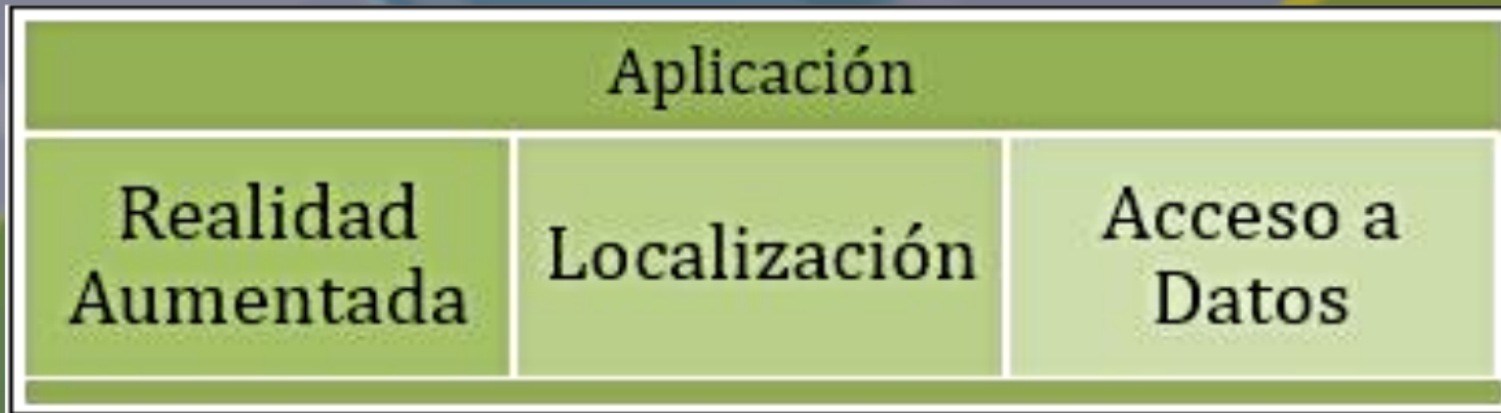 Aplicación
Realidad
Aumentada
Localización
Acceso a
Datos